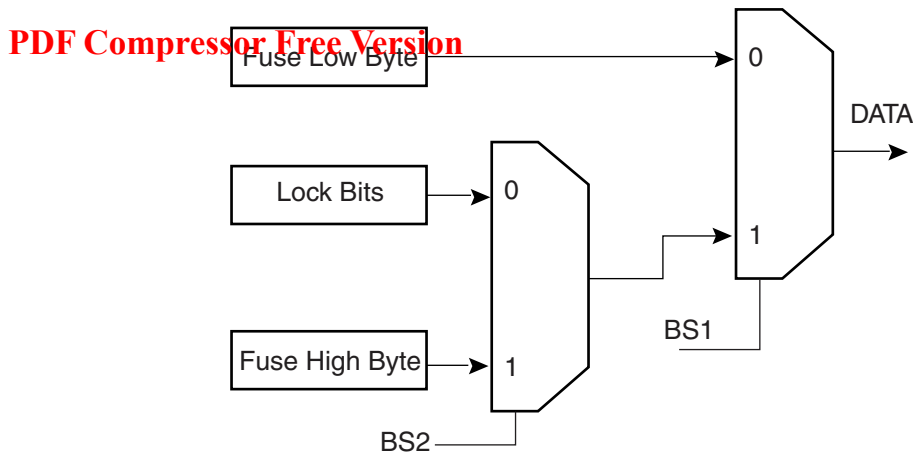 PDF Compressor Free Version
Fuse Low Byte
0
DATA
Lock Bits
0
1
BS1
Fuse High Byte
1
BS2